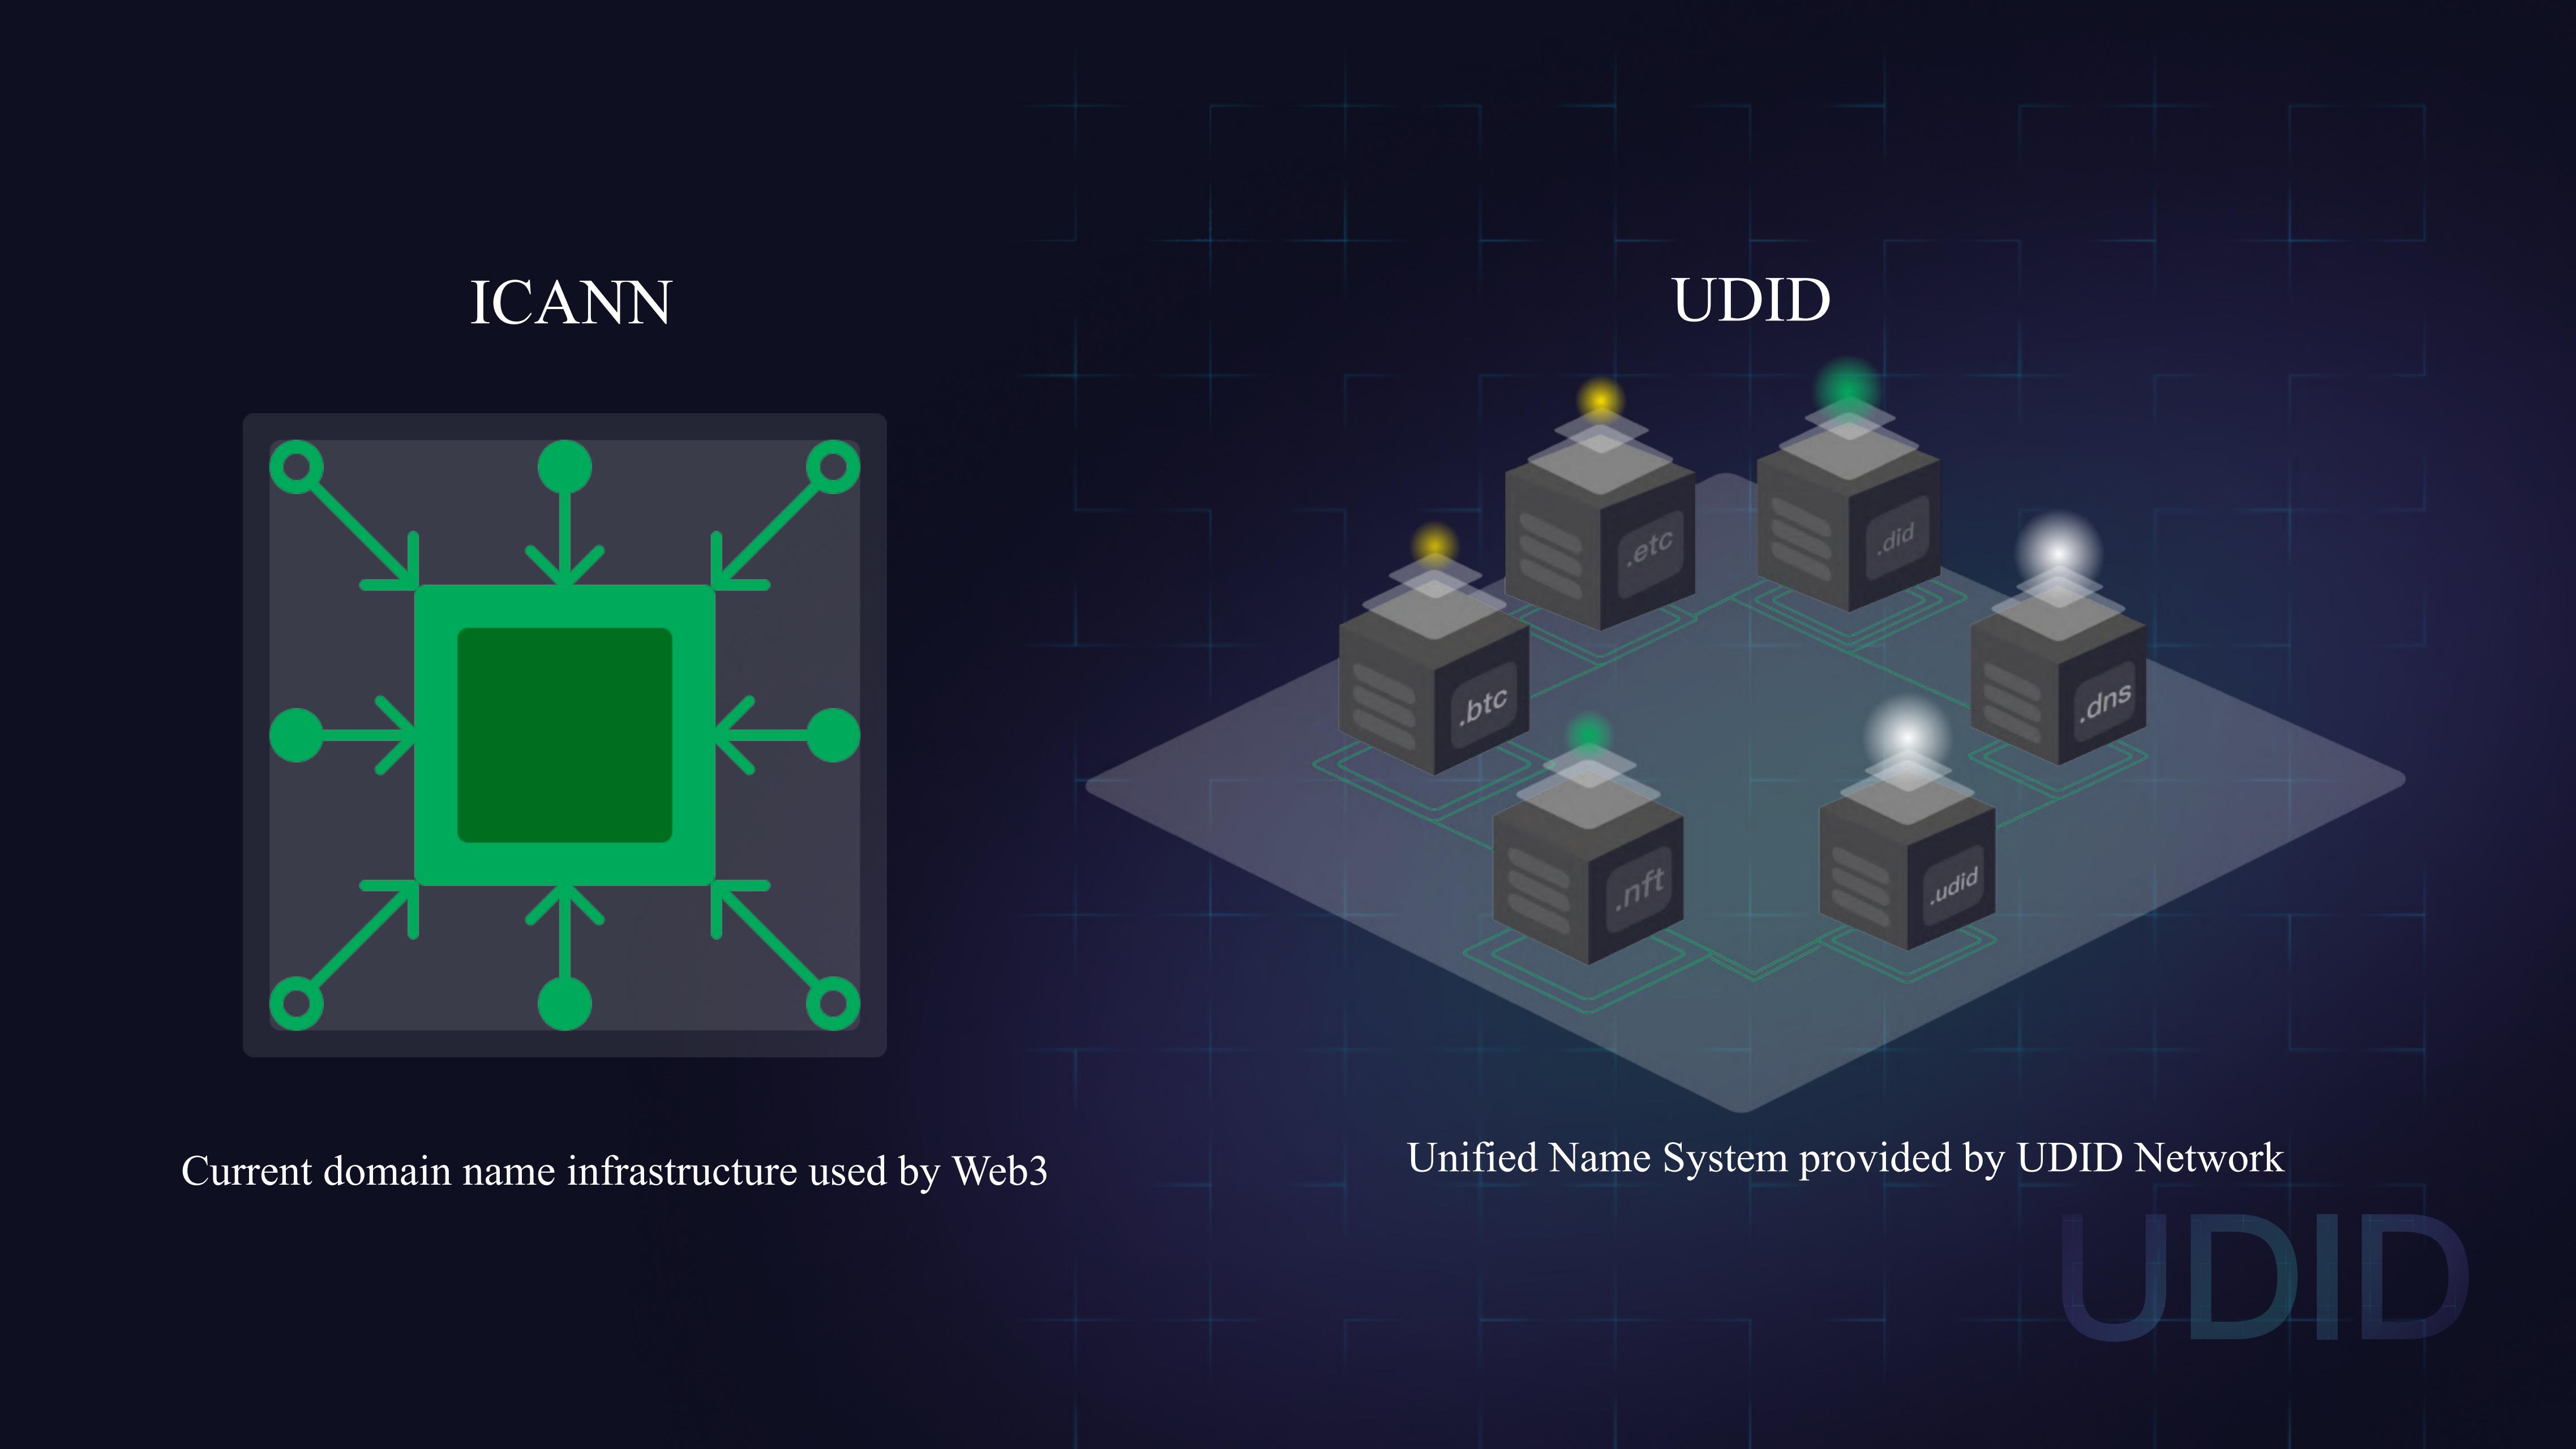 ICANN
UDID
.etc
.did
.btc
.dns
.nft
.udid
Current domain name infrastructure used by Web3
Unified Name System provided by UDID Network
UDID